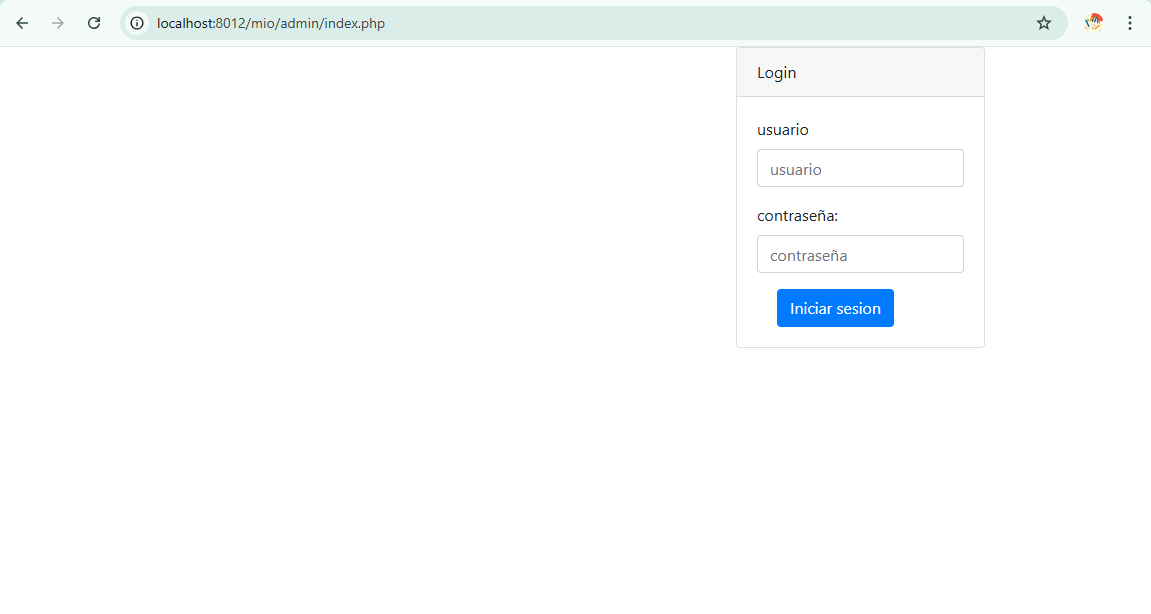 localhost:8012/mio/admin/index.php
Login
usuario
usuario
contraseña:
contraseña
Iniciar sesion